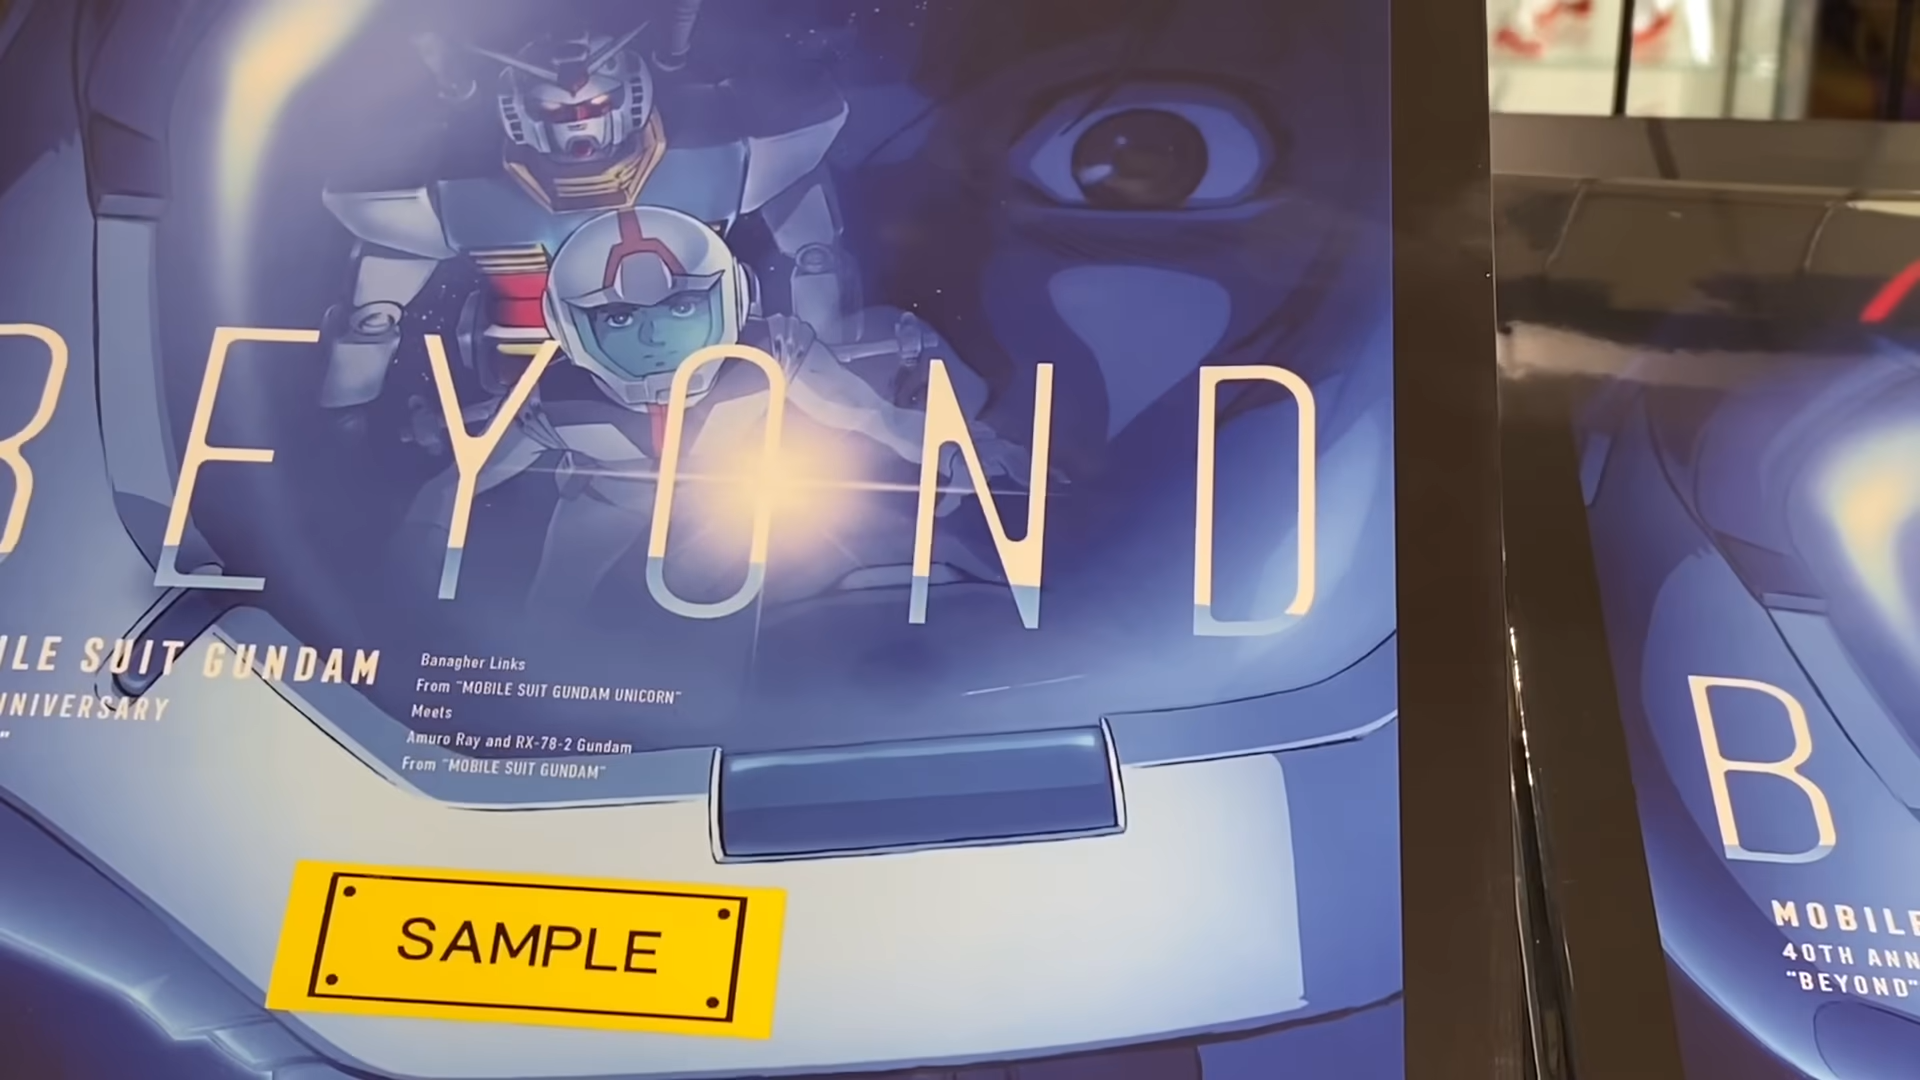 BEYOND
ILE SUIT GUNDAM
NNIVERSARY
"
Banagher Links
From "MOBILE SUIT GUNDAM UNICORN"
Meets
Amuro Ray and RX-78-2 Gundam
From "MOBILE SUIT GUNDAM"
SAMPLE
B
MOBILE
40TH ANN
"BEYOND"